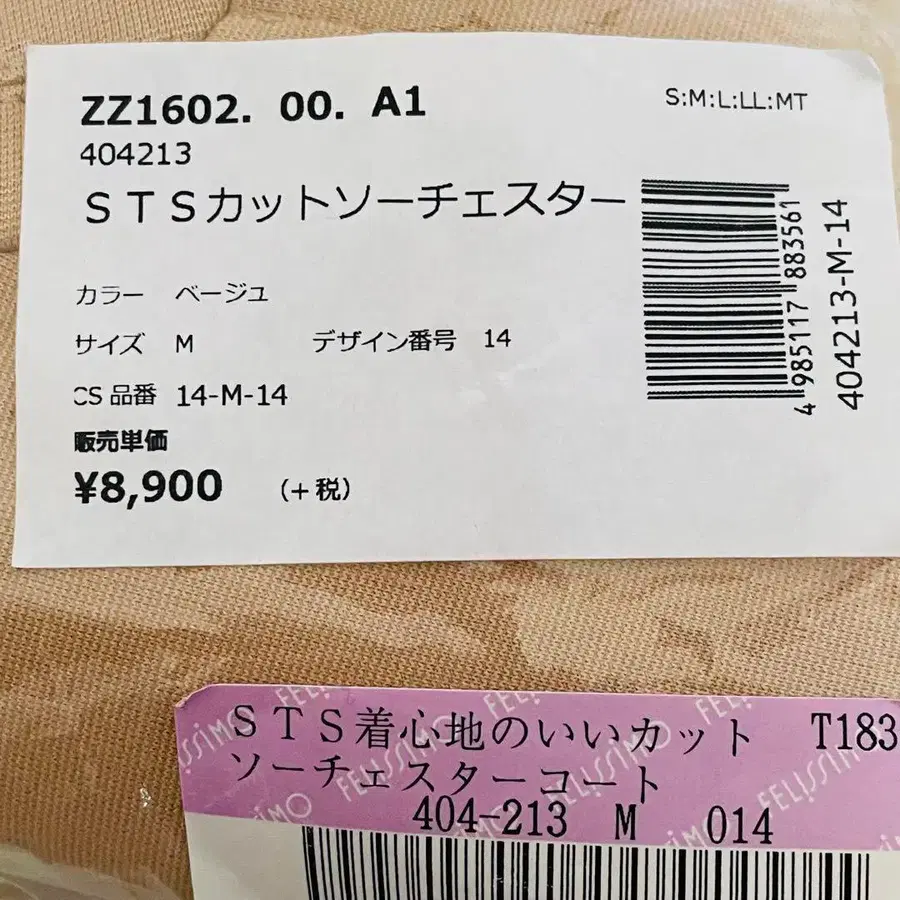 ZZ1602. 00. A1
S:M:L:LL:MT
404213
STSカットソーチェスター
カラー ベージュ
サイズ M デザイン番号 14
CS 品番 14-M-14
販売単価
¥8,900 (+税)
4 985117 883561
404213-M-14
STS着心地のいいカット T183
ソーチェスターコート
404-213 M 014
FELISSIMO